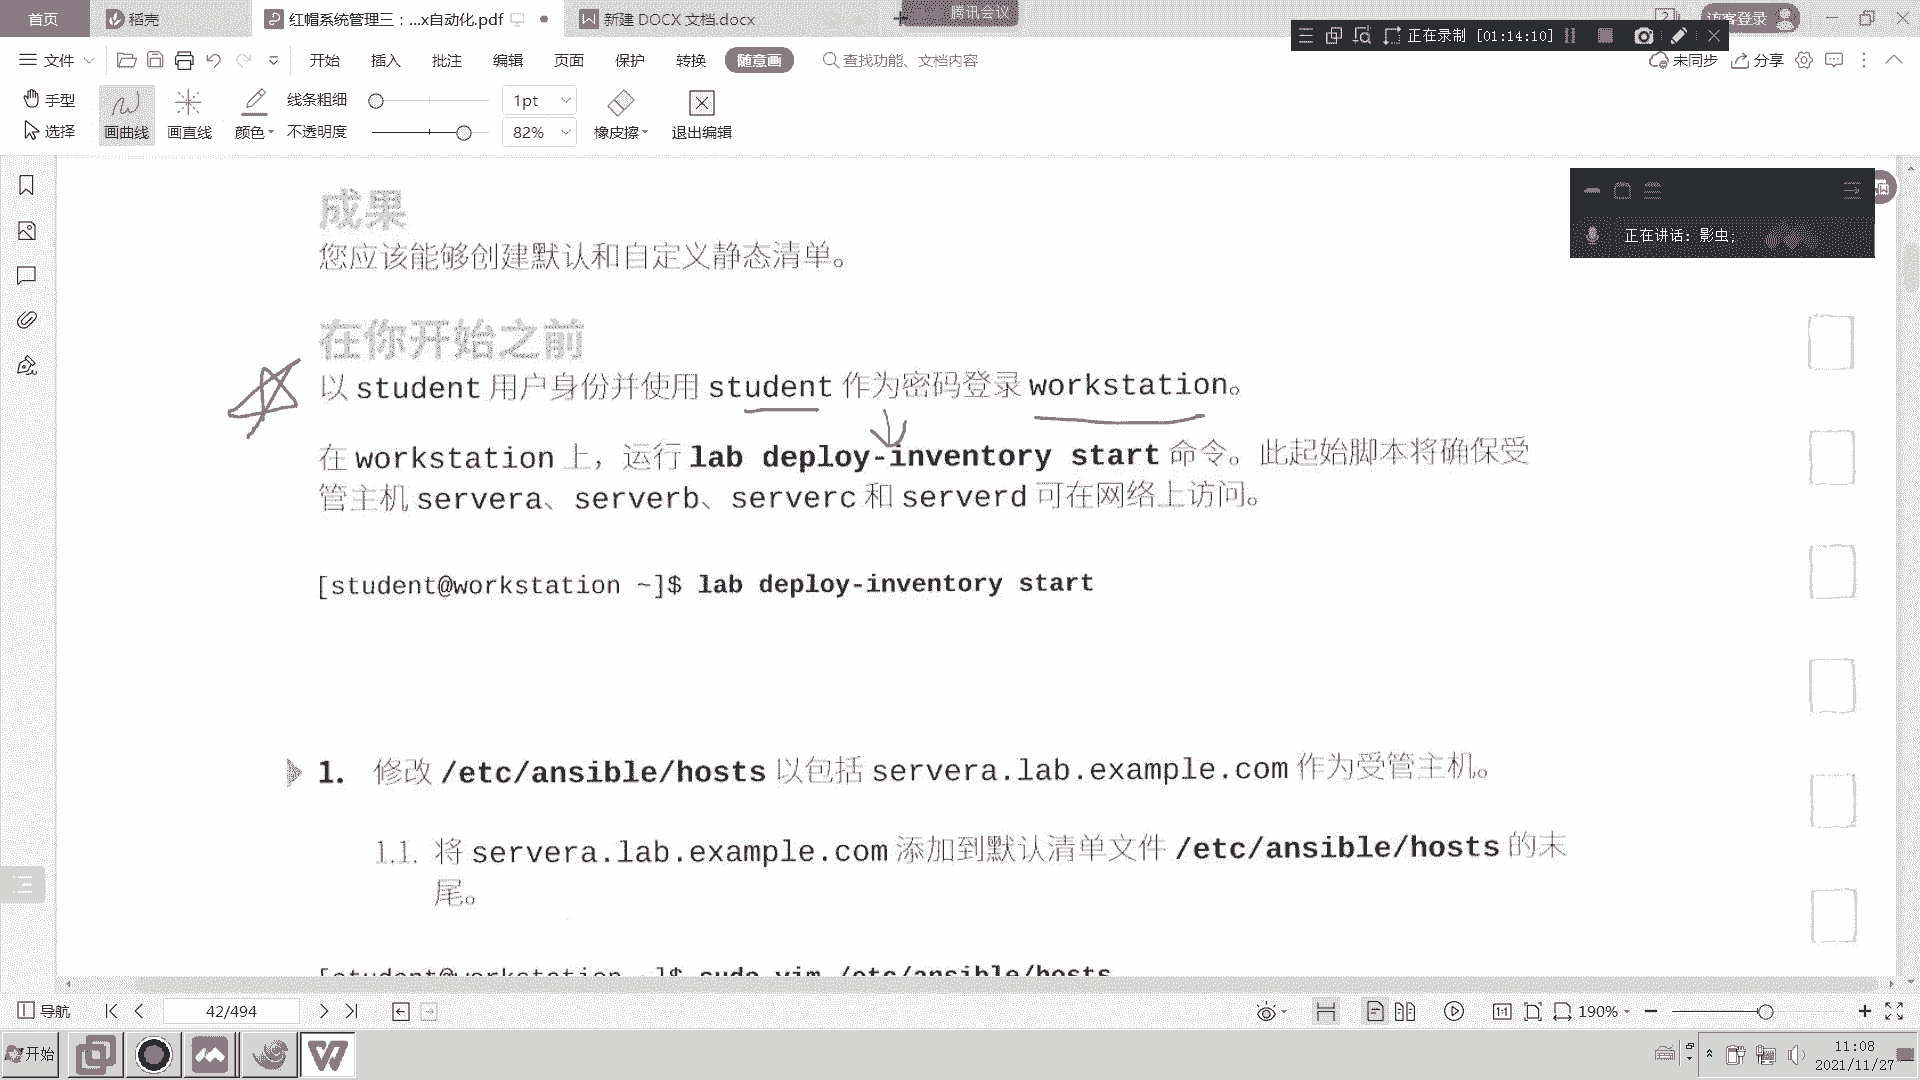 首页
稻壳
红帽系统管理三：...x自动化.pdf
新建 DOCX 文档.docx
腾讯会议
访客登录
正在录制 [01:14:10]
文件
开始
插入
批注
编辑
页面
保护
转换
随意画
查找功能、文档内容
未同步
分享
手型
选择
画曲线
画直线
颜色
线条粗细
1pt
不透明度
82%
橡皮擦
退出编辑
正在讲话: 影虫;
成果
您应该能够创建默认和自定义静态清单。
在你开始之前
以 student 用户身份并使用 student 作为密码登录 workstation。
在 workstation 上，运行 lab deploy-inventory start 命令。此起始脚本将确保受
管主机 servera、serverb、serverc 和 serverd 可在网络上访问。
[student@workstation ~]$ lab deploy-inventory start
1. 修改 /etc/ansible/hosts 以包括 servera.lab.example.com 作为受管主机。
1.1. 将 servera.lab.example.com 添加到默认清单文件 /etc/ansible/hosts 的末
尾。
[student@workstation ~]$ sudo vim /etc/ansible/hosts
导航
42/494
1:1
190%
开始
11:08
2021/11/27